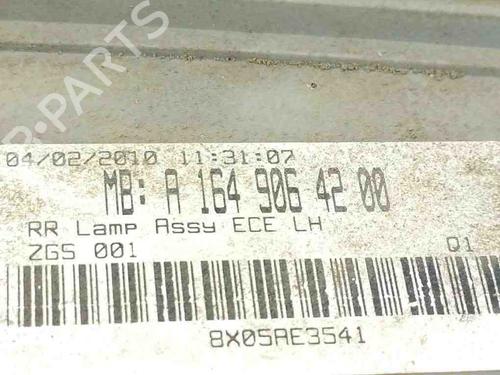 04/02/2010 11:31:07
MB: A 164 906 42 00
RR Lamp Assy ECE LH
ZGS 001 Q1
8X05AE3541
B-PARTS